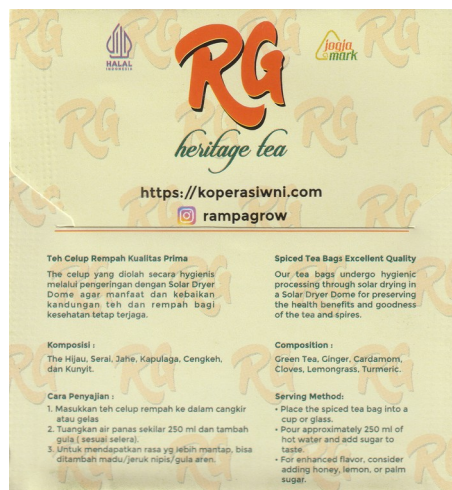 HALAL
INDONESIA
RG
jogja
mark
heritage tea
https://koperasiwni.com
rampagrow
Teh Celup Rempah Kualitas Prima
The celup yang diolah secara hygienis
melalui pengeringan dengan Solar Dryer
Dome agar manfaat dan kebaikan
kandungan teh dan rempah bagi
kesehatan tetap terjaga.
Komposisi :
The Hijau, Serai, Jahe, Kapulaga, Cengkeh,
dan Kunyit.
Cara Penyajian :
1. Masukkan teh celup rempah ke dalam cangkir
atau gelas
2. Tuangkan air panas sekilar 250 ml dan tambah
gula ( sesuai selera).
3. Untuk mendapatkan rasa yg lebih mantap, bisa
ditambah madu/jeruk nipis/gula aren.
Spiced Tea Bags Excellent Quality
Our tea bags undergo hygienic
processing through solar drying in
a Solar Dryer Dome for preserving
the health benefits and goodness
of the tea and spires.
Composition :
Green Tea, Ginger, Cardamom,
Cloves, Lemongrass, Turmeric.
Serving Method:
• Place the spiced tea bag into a
cup or glass.
• Pour approximately 250 ml of
hot water and add sugar to
taste.
• For enhanced flavor, consider
adding honey, lemon, or palm
sugar.